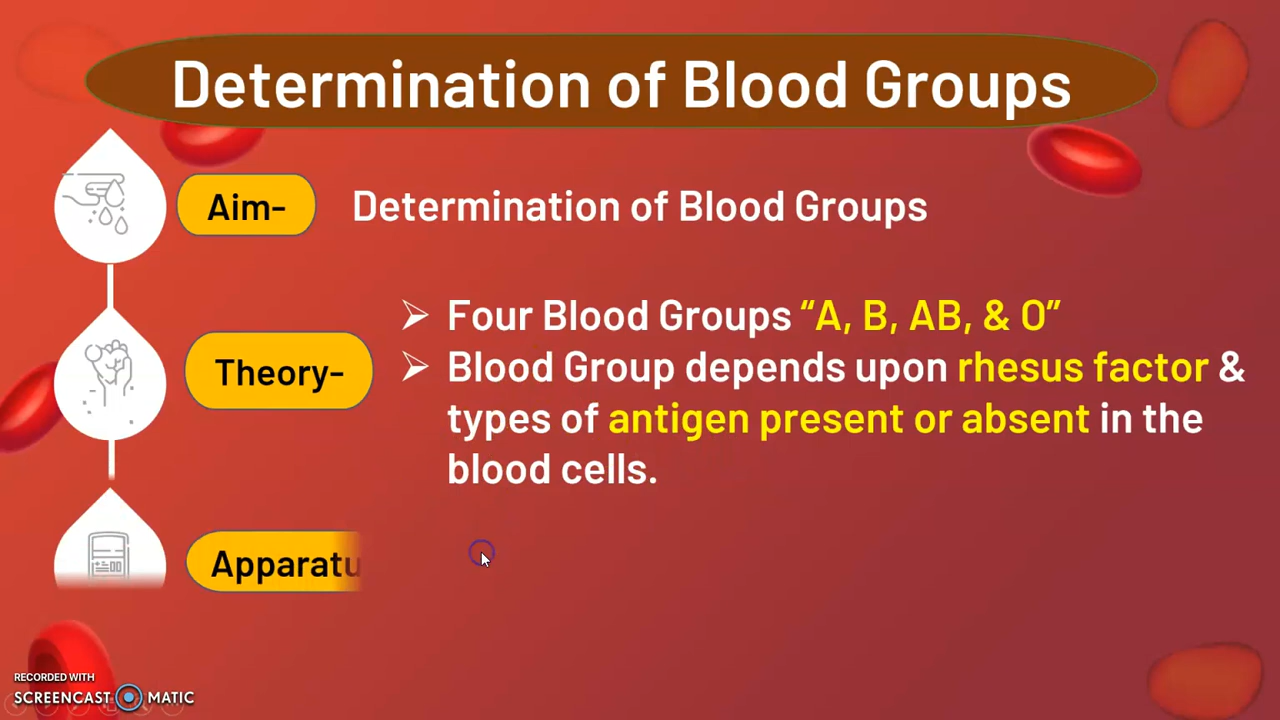 Determination of Blood Groups
Aim-
Determination of Blood Groups
Theory-
➢ Four Blood Groups “A, B, AB, & O”
➢ Blood Group depends upon rhesus factor &
types of antigen present or absent in the
blood cells.
Apparatu
RECORDED WITH
SCREENCAST MATIC